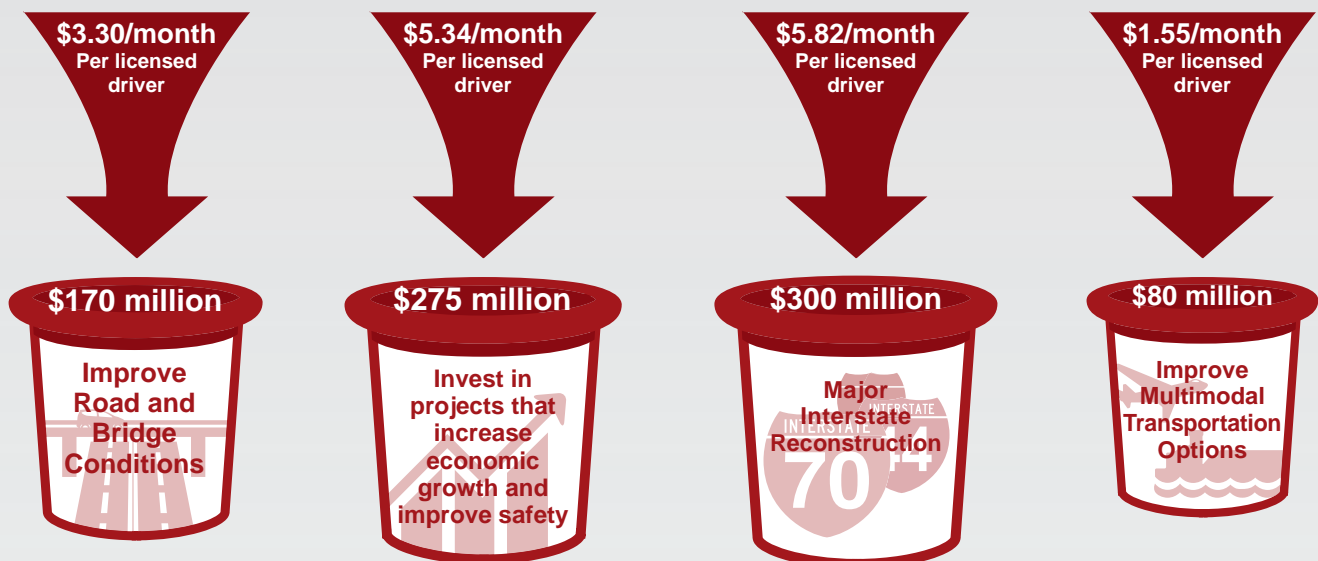 $3.30/month
Per licensed
driver
$5.34/month
Per licensed
driver
$5.82/month
Per licensed
driver
$1.55/month
Per licensed
driver
$170 million
Improve
Road and
Bridge
Conditions
$275 million
Invest in
projects that
increase
economic
growth and
improve safety
$300 million
Major
Interstate
Reconstruction
INTERSTATE
70
INTERSTATE
44
$80 million
Improve
Multimodal
Transportation
Options